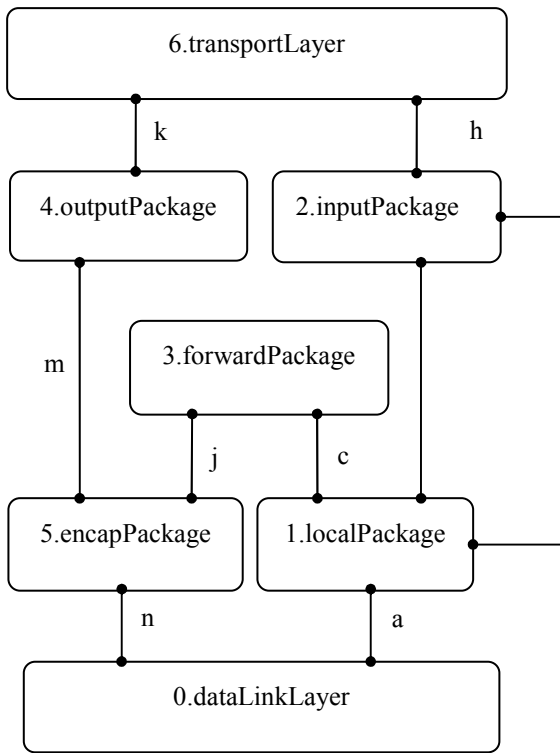 6.transportLayer
k
h
4.outputPackage
2.inputPackage
3.forwardPackage
m
j
c
5.encapPackage
1.localPackage
n
a
0.dataLinkLayer